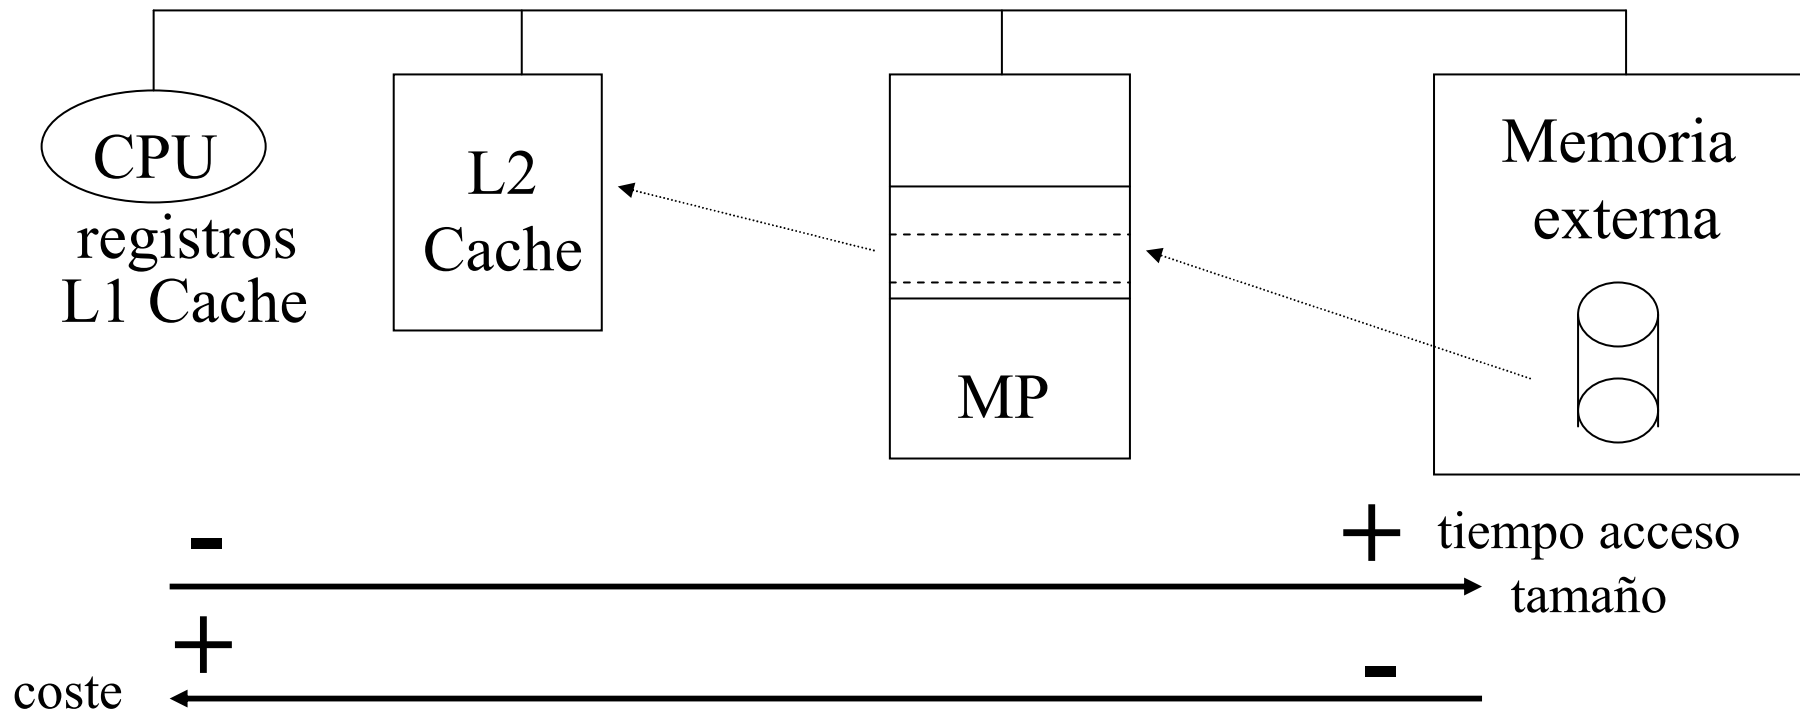 CPU
registros
L1 Cache
L2
Cache
MP
Memoria
externa
- + tiempo acceso
tamaño
+ -
coste